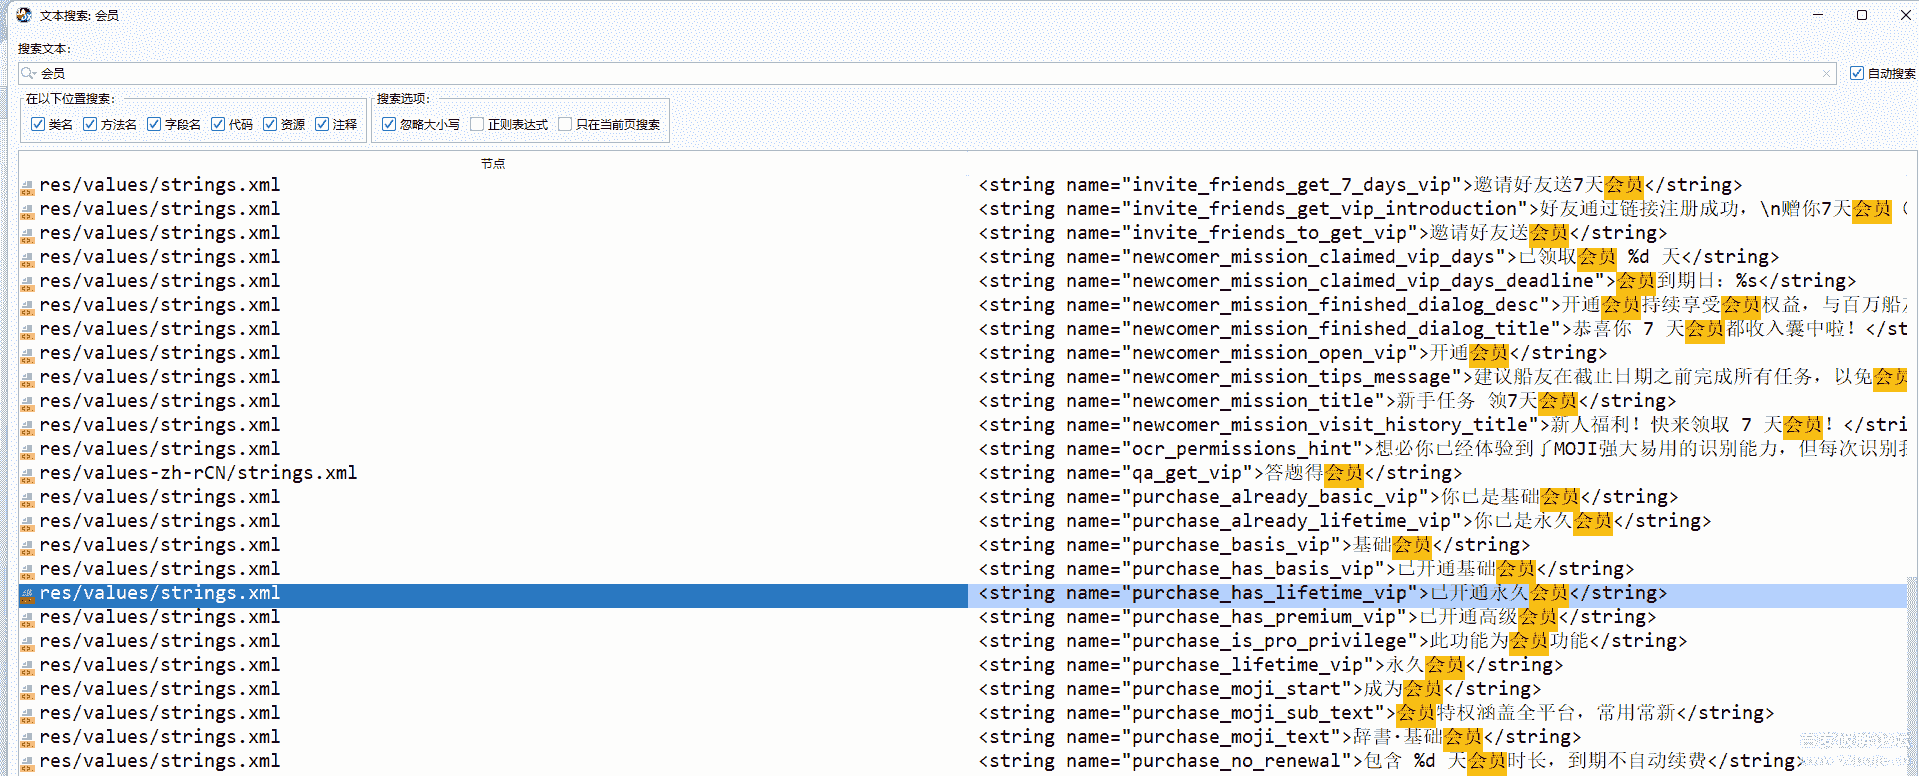 文本搜索: 会员
搜索文本:
会员
自动搜索
在以下位置搜索:
搜索选项:
类名 方法名 字段名 代码 资源 注释 忽略大小写 正则表达式 只在当前页搜索
节点
res/values/strings.xml <string name="invite_friends_get_7_days_vip">邀请好友送7天会员</string>
res/values/strings.xml <string name="invite_friends_get_vip_introduction">好友通过链接注册成功，\n赠你7天会员（
res/values/strings.xml <string name="invite_friends_to_get_vip">邀请好友送会员</string>
res/values/strings.xml <string name="newcomer_mission_claimed_vip_days">已领取会员 %d 天</string>
res/values/strings.xml <string name="newcomer_mission_claimed_vip_days_deadline">会员到期日：%s</string>
res/values/strings.xml <string name="newcomer_mission_finished_dialog_desc">开通会员持续享受会员权益，与百万船友
res/values/strings.xml <string name="newcomer_mission_finished_dialog_title">恭喜你 7 天会员都收入囊中啦！</st
res/values/strings.xml <string name="newcomer_mission_open_vip">开通会员</string>
res/values/strings.xml <string name="newcomer_mission_tips_message">建议船友在截止日期之前完成所有任务，以免会员
res/values/strings.xml <string name="newcomer_mission_title">新手任务 领7天会员</string>
res/values/strings.xml <string name="newcomer_mission_visit_history_title">新人福利！快来领取 7 天会员！</stri
res/values/strings.xml <string name="ocr_permissions_hint">想必你已经体验到了MOJI强大易用的识别能力，但每次识别我
res/values-zh-rCN/strings.xml <string name="qa_get_vip">答题得会员</string>
res/values/strings.xml <string name="purchase_already_basic_vip">你已是基础会员</string>
res/values/strings.xml <string name="purchase_already_lifetime_vip">你已是永久会员</string>
res/values/strings.xml <string name="purchase_basis_vip">基础会员</string>
res/values/strings.xml <string name="purchase_has_basis_vip">已开通基础会员</string>
res/values/strings.xml <string name="purchase_has_lifetime_vip">已开通永久会员</string>
res/values/strings.xml <string name="purchase_has_premium_vip">已开通高级会员</string>
res/values/strings.xml <string name="purchase_is_pro_privilege">此功能为会员功能</string>
res/values/strings.xml <string name="purchase_lifetime_vip">永久会员</string>
res/values/strings.xml <string name="purchase_moji_start">成为会员</string>
res/values/strings.xml <string name="purchase_moji_sub_text">会员特权涵盖全平台，常用常新</string>
res/values/strings.xml <string name="purchase_moji_text">辞書·基础会员</string>
res/values/strings.xml <string name="purchase_no_renewal">包含 %d 天会员时长，到期不自动续费</string>